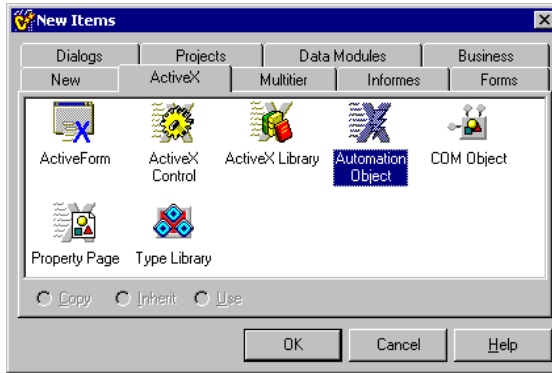 New Items
Dialogs Projects Data Modules Business
New ActiveX Multitier Informes Forms
ActiveForm ActiveX Control ActiveX Library Automation Object COM Object
Property Page Type Library
Copy Inherit Use
OK Cancel Help